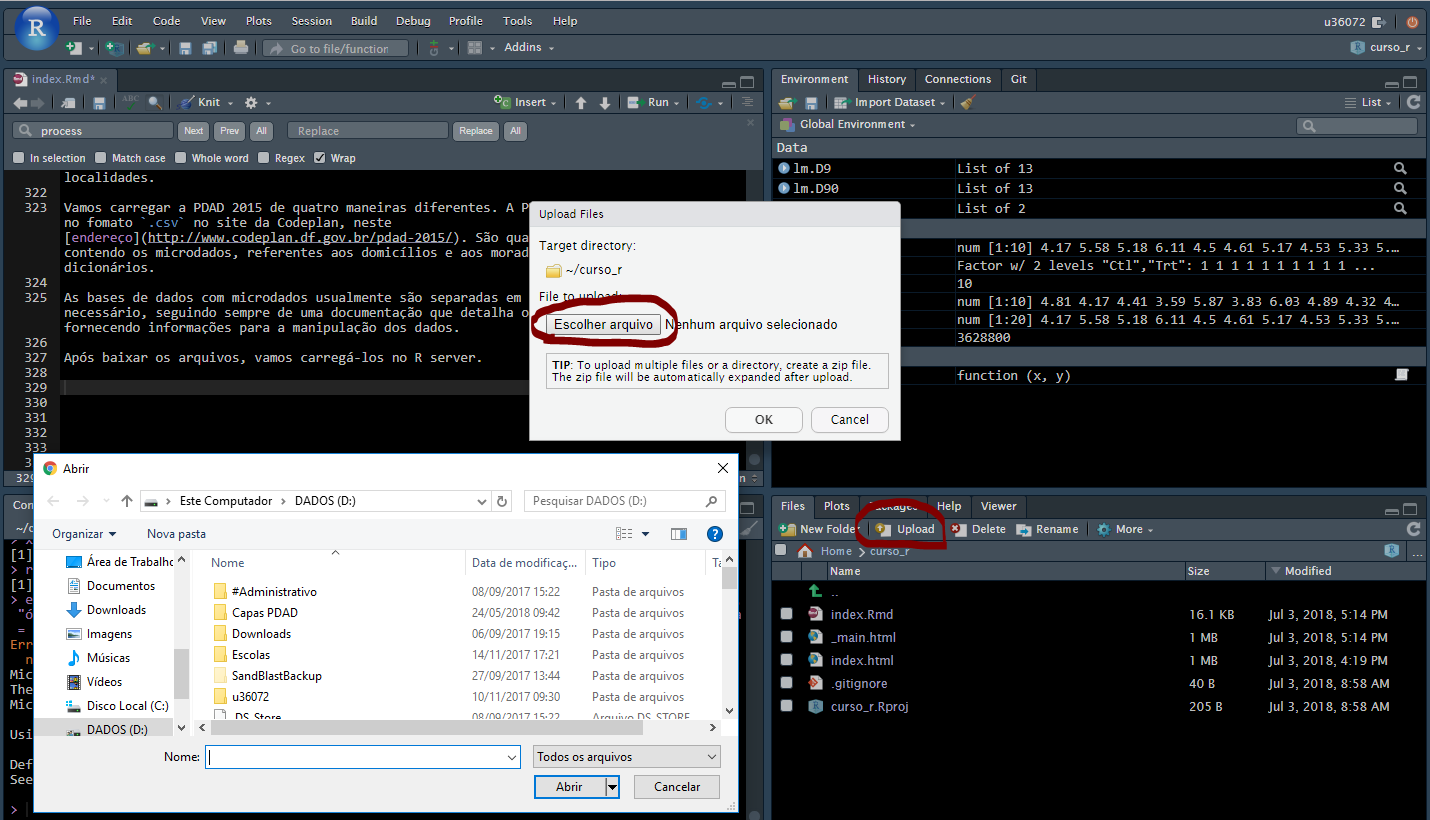 File Edit Code View Plots Session Build Debug Profile Tools Help
u36072
R
Go to file/function
Addins
curso_r
index.Rmd*
ABC
Knit
Insert
Run
process
Next
Prev
All
Replace
Replace
All
In selection
Match case
Whole word
Regex
Wrap
localidades.
322
323 Vamos carregar a PDAD 2015 de quatro maneiras diferentes. A
no fomato `.csv` no site da Codeplan, neste
[endereço](http://www.codeplan.df.gov.br/pdad-2015/). São
contendo os microdados, referentes aos domicílios e aos
dicionários.
324
325 As bases de dados com microdados usualmente são separadas em
necessário, seguindo sempre de uma documentação que detalha
fornecendo informações para a manipulação dos dados.
326
327 Após baixar os arquivos, vamos carregá-los no R server.
328
329
330
331
332
333
Environment History Connections Git
Import Dataset
List
Global Environment
Data
lm.D9 List of 13
lm.D90 List of 13
List of 2
num [1:10] 4.17 5.58 5.18 6.11 4.5 4.61 5.17 4.53 5.33 5.…
Factor w/ 2 levels "Ctl","Trt": 1 1 1 1 1 1 1 1 1 1 ...
10
num [1:10] 4.81 4.17 4.41 3.59 5.87 3.83 6.03 4.89 4.32 4…
num [1:20] 4.17 5.58 5.18 6.11 4.5 4.61 5.17 4.53 5.33 5.…
3628800
function (x, y)
Upload Files
Target directory:
~/curso_r
File to upload:
Escolher arquivo Nenhum arquivo selecionado
TIP: To upload multiple files or a directory, create a zip file.
The zip file will be automatically expanded after upload.
OK
Cancel
Abrir
Este Computador > DADOS (D:)
Pesquisar DADOS (D:)
Organizar
Nova pasta
Área de Trabalho
Documentos
Downloads
Imagens
Músicas
Vídeos
Disco Local (C:)
DADOS (D:)
Nome Data de modificaç... Tipo
#Administrativo 08/09/2017 15:22 Pasta de arquivos
Capas PDAD 24/05/2018 09:42 Pasta de arquivos
Downloads 06/09/2017 19:15 Pasta de arquivos
Escolas 14/11/2017 17:21 Pasta de arquivos
SandBlastBackup 27/09/2017 13:44 Pasta de arquivos
u36072 10/11/2017 09:30 Pasta de arquivos
.DS_Store 08/09/2017 15:22 Arquivo DS_STORE
Nome:
Todos os arquivos
Abrir
Cancelar
Files Plots Packages Help Viewer
New Folder Upload Delete Rename More
Home > curso_r
...
Name Size Modified
..
index.Rmd 16.1 KB Jul 3, 2018, 5:14 PM
_main.html 1 MB Jul 3, 2018, 5:14 PM
index.html 1 MB Jul 3, 2018, 4:19 PM
.gitignore 40 B Jul 3, 2018, 8:58 AM
curso_r.Rproj 205 B Jul 3, 2018, 8:58 AM